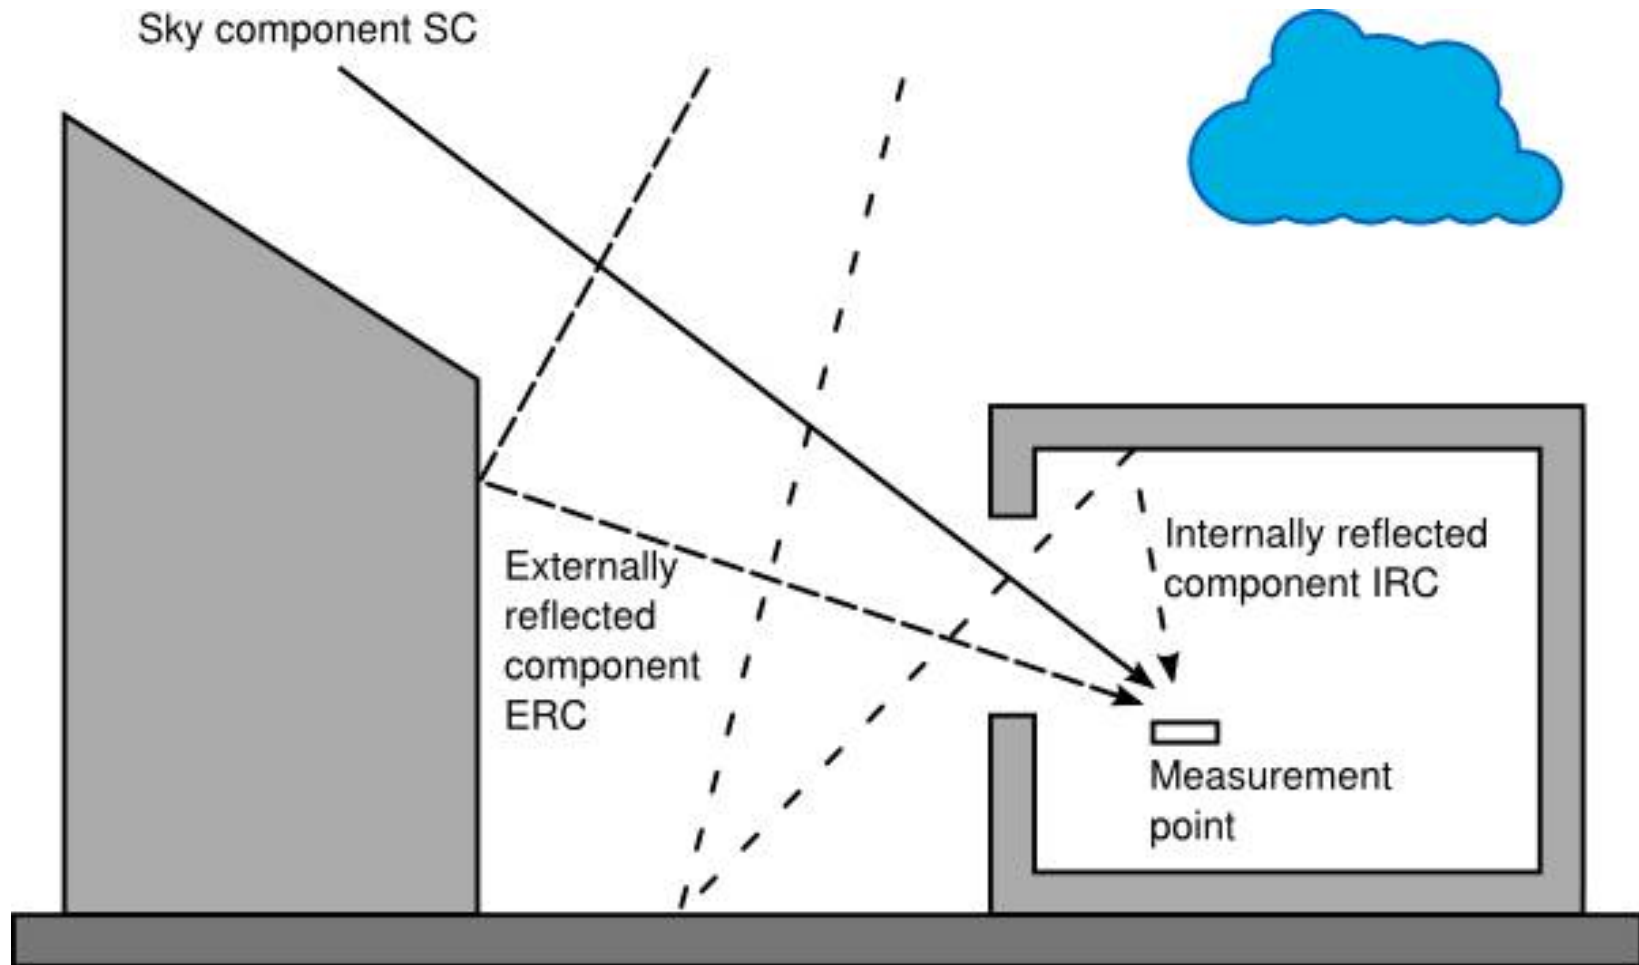 Sky component SC
Externally
reflected
component
ERC
Internally reflected
component IRC
Measurement
point